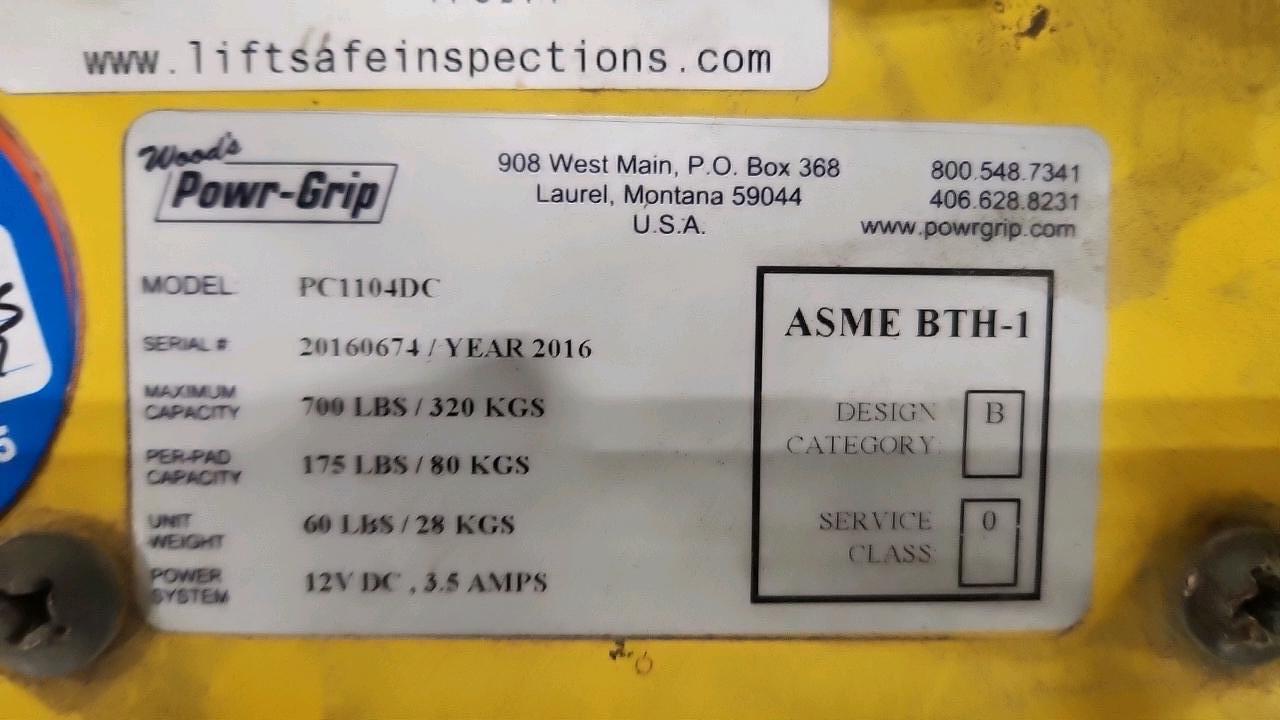 www.liftsafeinspections.com
Wood's
Powr-Grip
908 West Main, P.O. Box 368
Laurel, Montana 59044
U.S.A.
800.548.7341
406.628.8231
www.powrgrip.com
MODEL: PC1104DC
SERIAL # 20160674 / YEAR 2016
MAXIMUM
CAPACITY 700 LBS / 320 KGS
PER-PAD
CAPACITY 175 LBS / 80 KGS
UNIT
WEIGHT 60 LBS / 28 KGS
POWER
SYSTEM 12V DC , 3.5 AMPS
ASME BTH-1
DESIGN
CATEGORY: B
SERVICE
CLASS 0
5